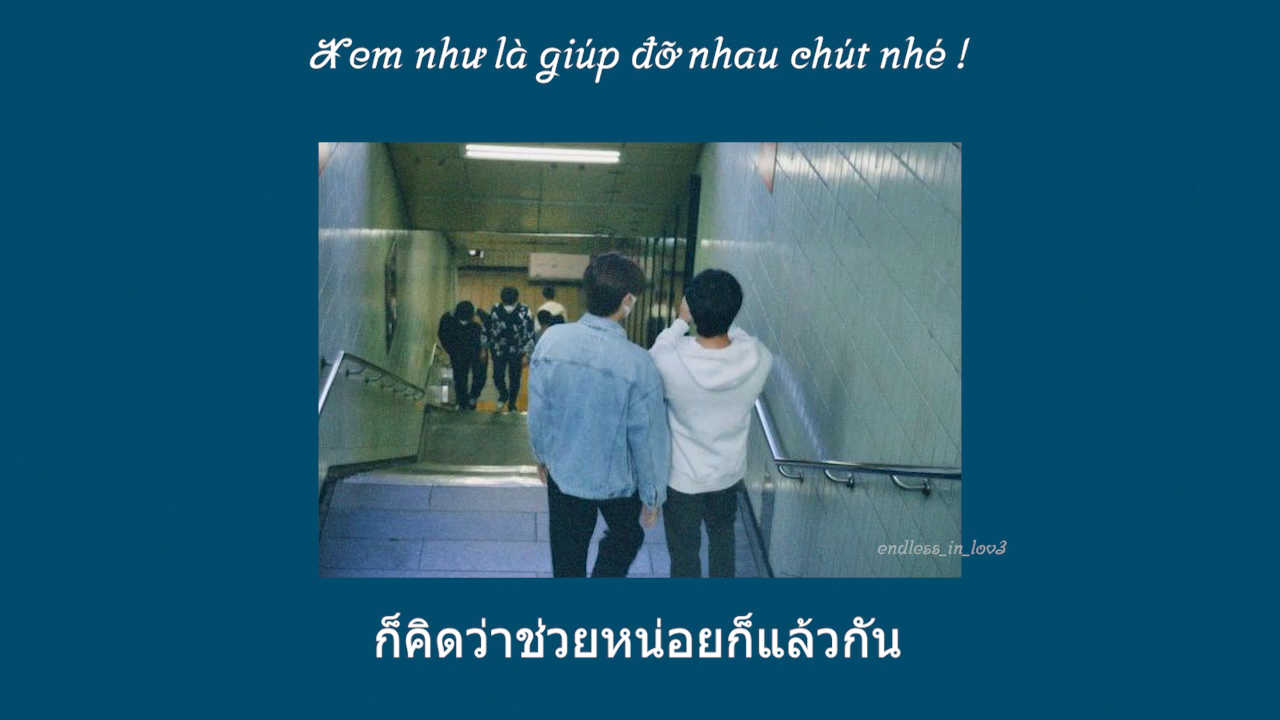 Xem như là giúp đỡ nhau chút nhé !
endless_in_lov3
ก็คิดว่าช่วยหน่อยก็แล้วกัน